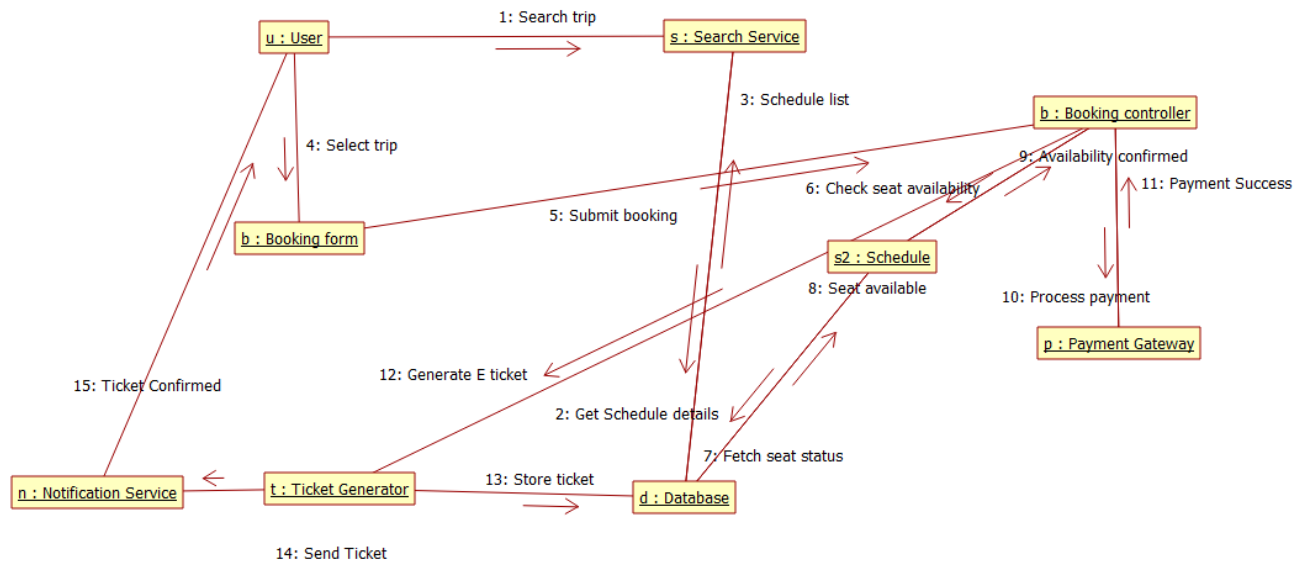 1: Search trip
u : User
s : Search Service
3: Schedule list
b : Booking controller
4: Select trip
9: Availability confirmed
6: Check seat availability
11: Payment Success
5: Submit booking
b : Booking form
s2 : Schedule
8: Seat available
10: Process payment
p : Payment Gateway
12: Generate E ticket
15: Ticket Confirmed
2: Get Schedule details
7: Fetch seat status
13: Store ticket
n : Notification Service
t : Ticket Generator
d : Database
14: Send Ticket